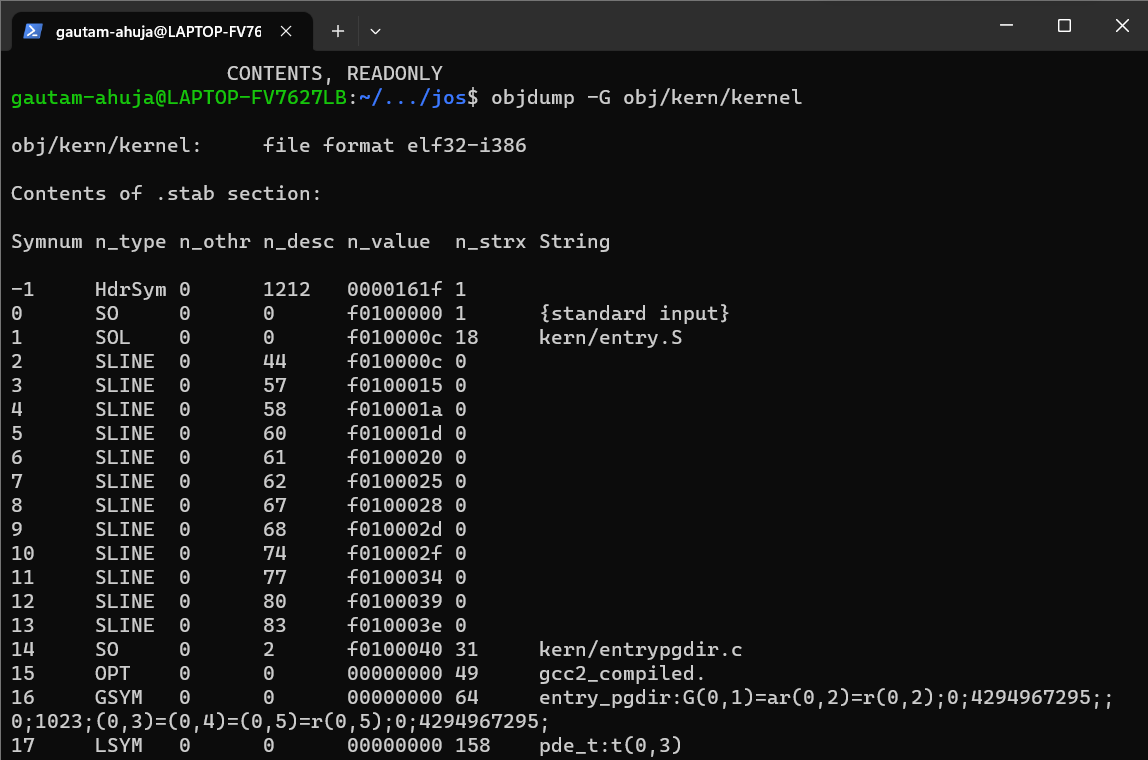 gautam-ahuja@LAPTOP-FV76
CONTENTS, READONLY
gautam-ahuja@LAPTOP-FV7627LB:~/.../jos$ objdump -G obj/kern/kernel
obj/kern/kernel:     file format elf32-i386
Contents of .stab section:
Symnum n_type n_othr n_desc n_value  n_strx String
-1     HdrSym 0      1212   0000161f 1
0      SO     0      0      f0100000 1      {standard input}
1      SOL    0      0      f010000c 18     kern/entry.S
2      SLINE  0      44     f010000c 0
3      SLINE  0      57     f0100015 0
4      SLINE  0      58     f010001a 0
5      SLINE  0      60     f010001d 0
6      SLINE  0      61     f0100020 0
7      SLINE  0      62     f0100025 0
8      SLINE  0      67     f0100028 0
9      SLINE  0      68     f010002d 0
10     SLINE  0      74     f010002f 0
11     SLINE  0      77     f0100034 0
12     SLINE  0      80     f0100039 0
13     SLINE  0      83     f010003e 0
14     SO     0      2      f0100040 31     kern/entrypgdir.c
15     OPT    0      0      00000000 49     gcc2_compiled.
16     GSYM   0      0      00000000 64     entry_pgdir:G(0,1)=ar(0,2)=r(0,2);0;4294967295;;
0;1023;(0,3)=(0,4)=(0,5)=r(0,5);0;4294967295;
17     LSYM   0      0      00000000 158    pde_t:t(0,3)